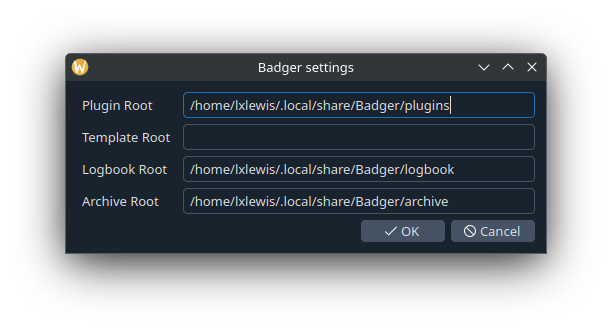 Badger settings
Plugin Root /home/lxlewis/.local/share/Badger/plugins
Template Root
Logbook Root /home/lxlewis/.local/share/Badger/logbook
Archive Root /home/lxlewis/.local/share/Badger/archive
OK Cancel